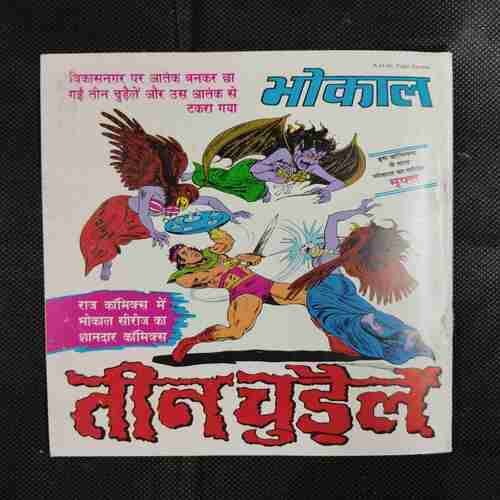 विकासनगर पर आतंक बनकर छा
गईं तीन चुड़ैलें और उस आतंक से
टकरा गया
भोकाल
मुफ्त
राज कॉमिक्स में
भोकाल सीरीज का
शानदार कॉमिक्स
तीन चुड़ैलें